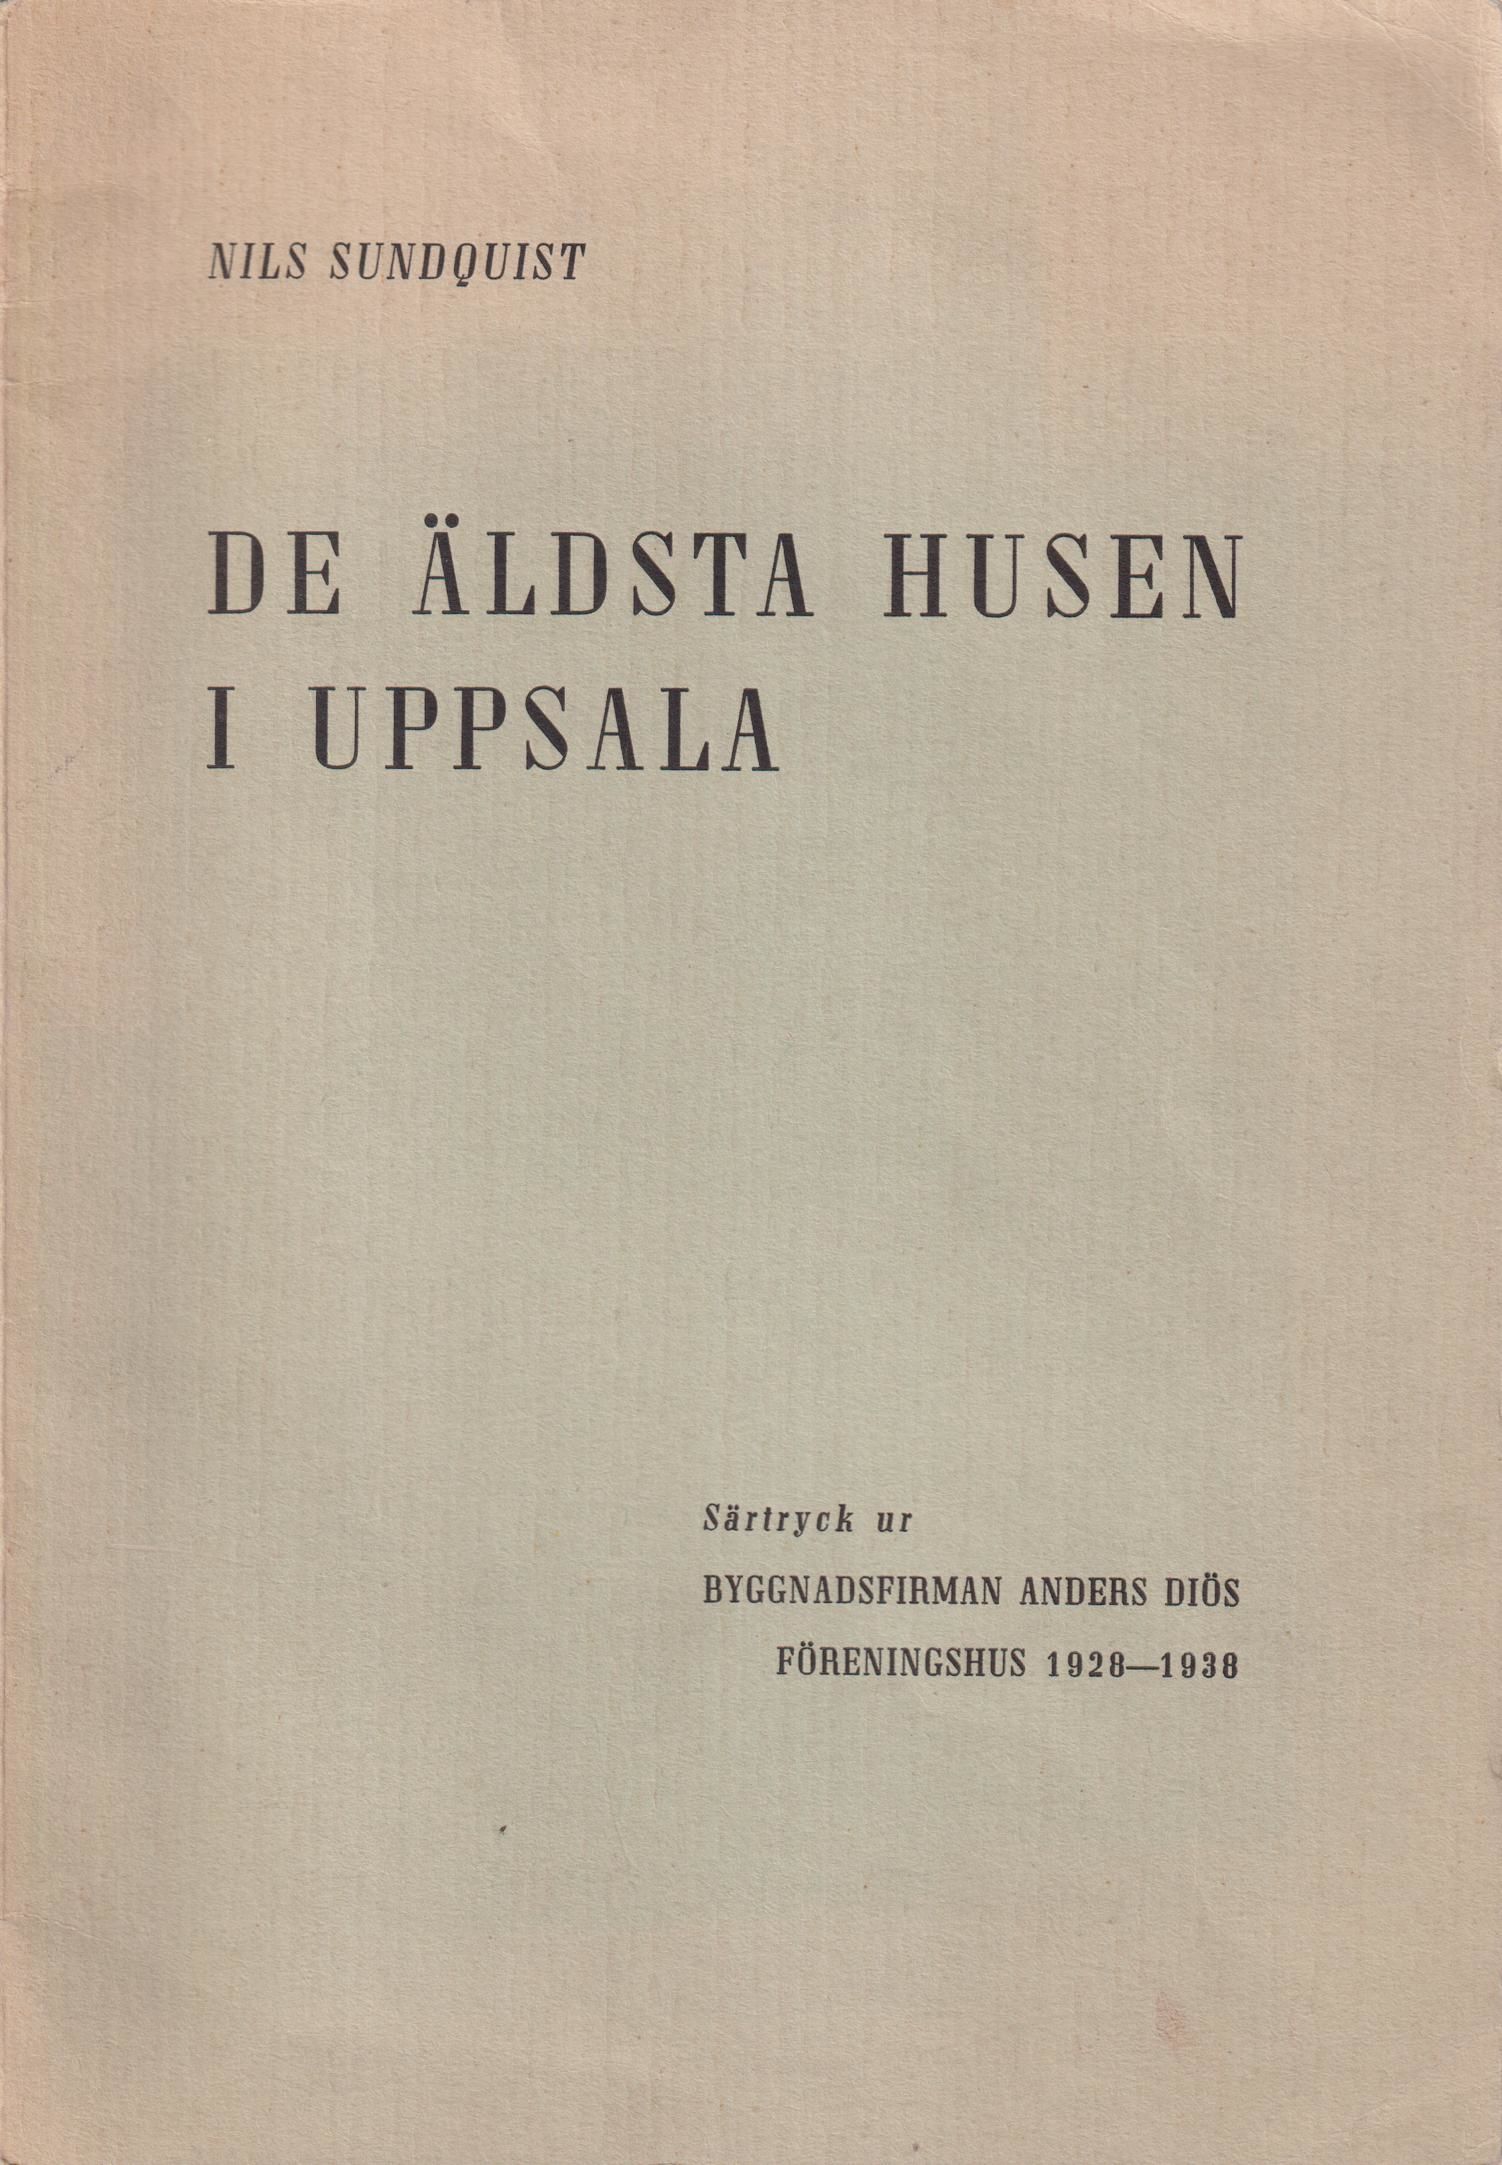 NILS SUNDQUIST
DE ÄLDSTA HUSEN
I UPPSALA
Särtryck ur
BYGGNADSFIRMAN ANDERS DIÖS
FÖRENINGSHUS 1928—1938